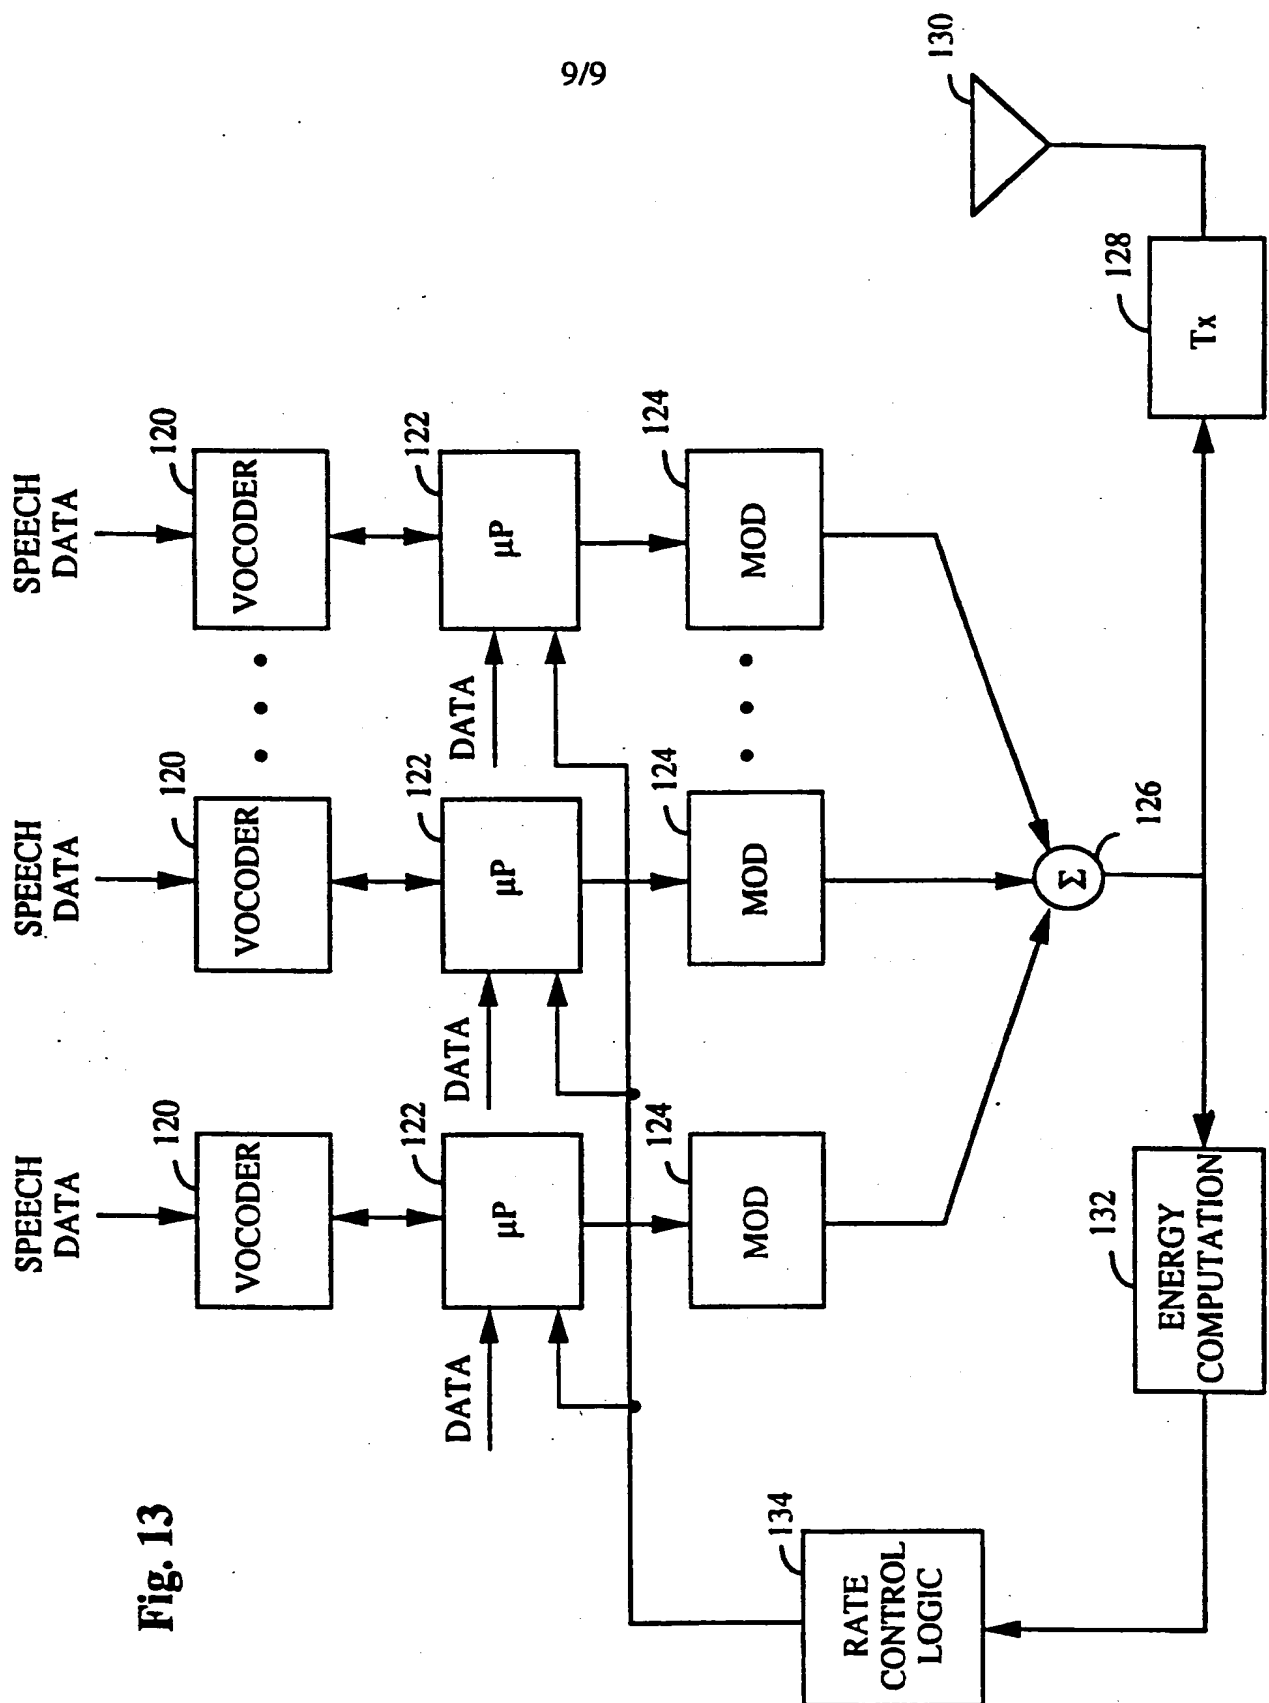 9/9
Fig. 13
SPEECH
DATA
SPEECH
DATA
SPEECH
DATA
120
VOCODER
120
VOCODER
120
VOCODER
122
µP
122
µP
122
µP
DATA
DATA
DATA
124
MOD
124
MOD
124
MOD
Σ
126
134
RATE
CONTROL
LOGIC
132
ENERGY
COMPUTATION
128
Tx
130